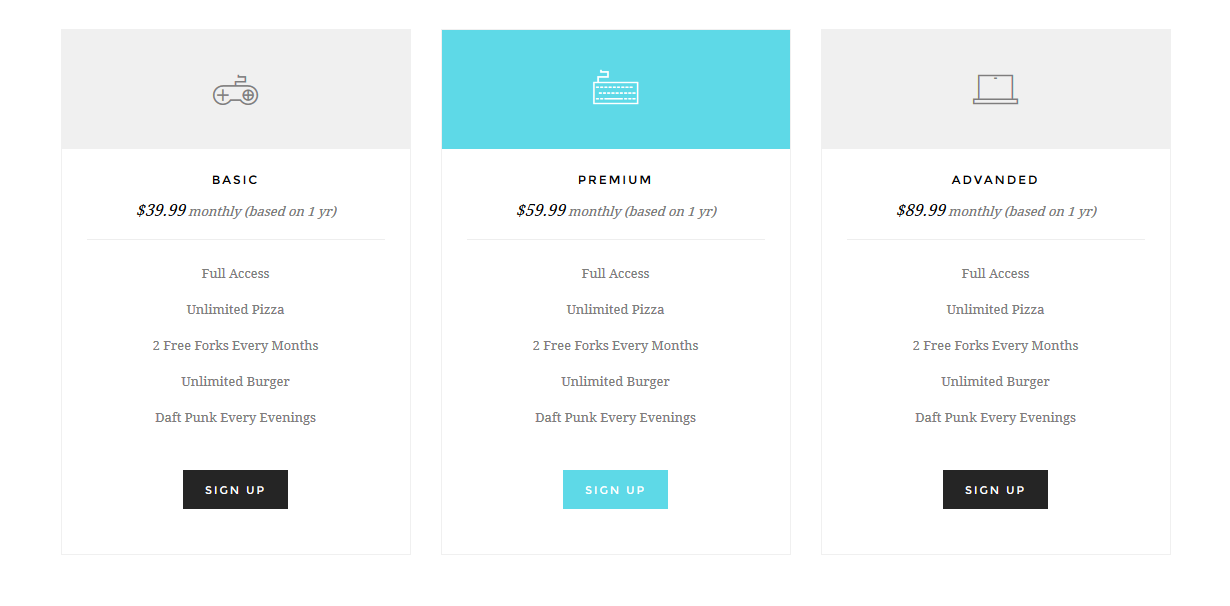 BASIC
$39.99 monthly (based on 1 yr)
Full Access
Unlimited Pizza
2 Free Forks Every Months
Unlimited Burger
Daft Punk Every Evenings
SIGN UP
PREMIUM
$59.99 monthly (based on 1 yr)
Full Access
Unlimited Pizza
2 Free Forks Every Months
Unlimited Burger
Daft Punk Every Evenings
SIGN UP
ADVANDED
$89.99 monthly (based on 1 yr)
Full Access
Unlimited Pizza
2 Free Forks Every Months
Unlimited Burger
Daft Punk Every Evenings
SIGN UP